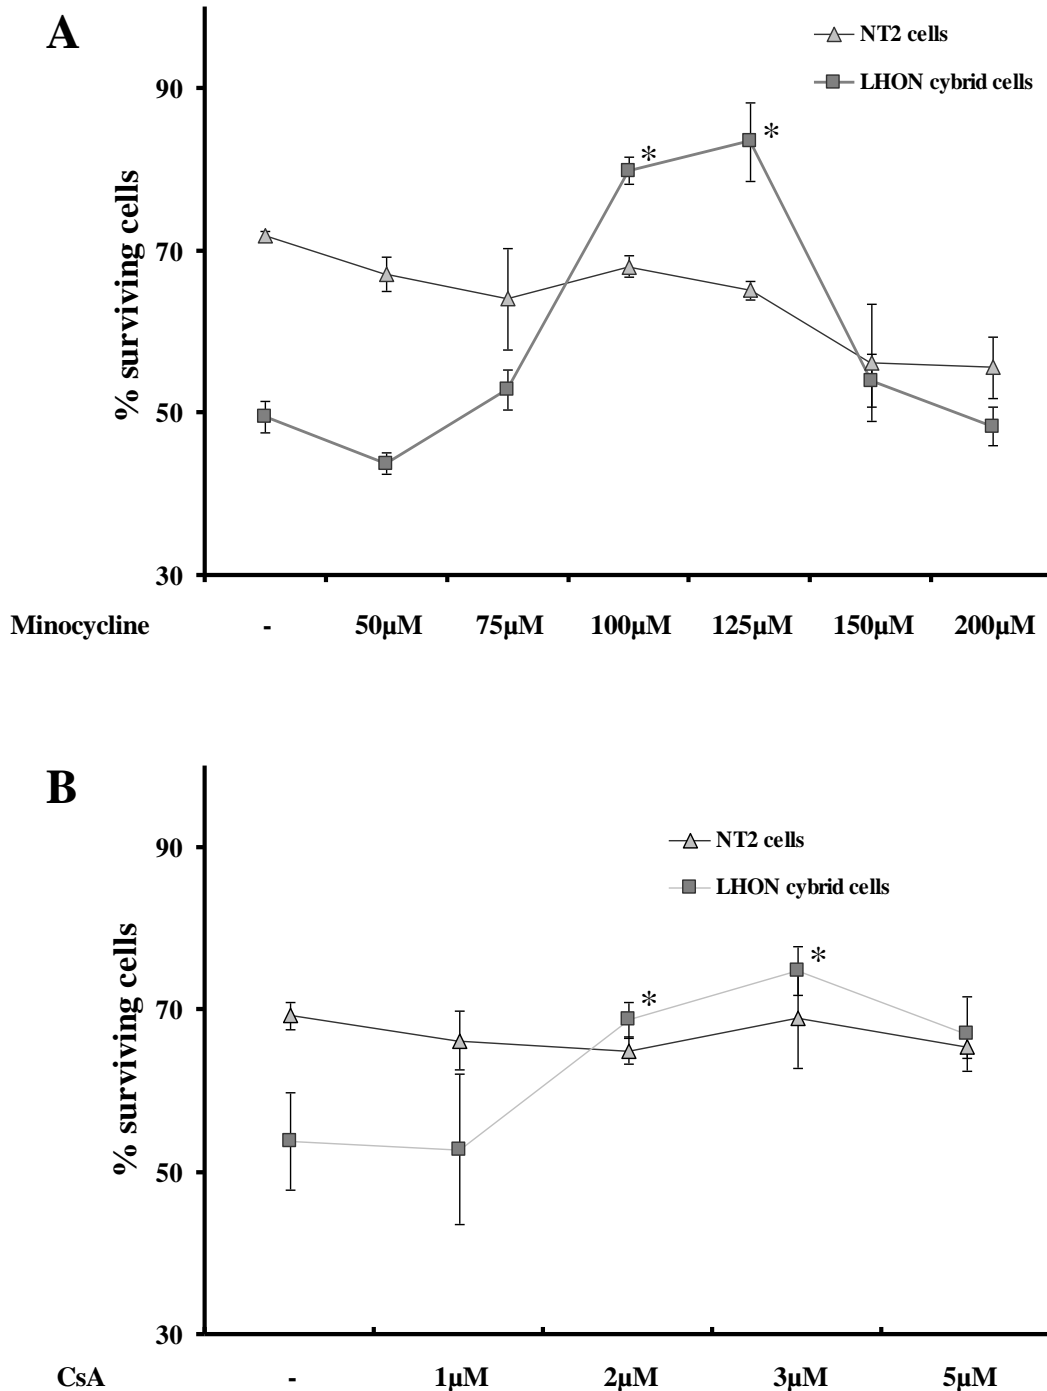 A
NT2 cells
LHON cybrid cells
*
*
90
70
50
30
% surviving cells
Minocycline - 50µM 75µM 100µM 125µM 150µM 200µM
B
NT2 cells
LHON cybrid cells
*
*
90
70
50
30
% surviving cells
CsA - 1µM 2µM 3µM 5µM